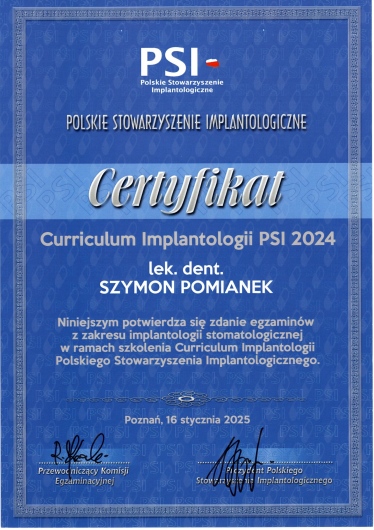 PSI
Polskie Stowarzyszenie
Implantologiczne
POLSKIE STOWARZYSZENIE IMPLANTOLOGICZNE
Certyfikat
Curriculum Implantologii PSI 2024
lek. dent.
SZYMON POMIANEK
Niniejszym potwierdza się zdanie egzaminów
z zakresu implantologii stomatologicznej
w ramach szkolenia Curriculum Implantologii
Polskiego Stowarzyszenia Implantologicznego.
Poznań, 16 stycznia 2025
Przewodniczący Komisji
Egzaminacyjnej
Prezydent Polskiego
Stowarzyszenia Implantologicznego